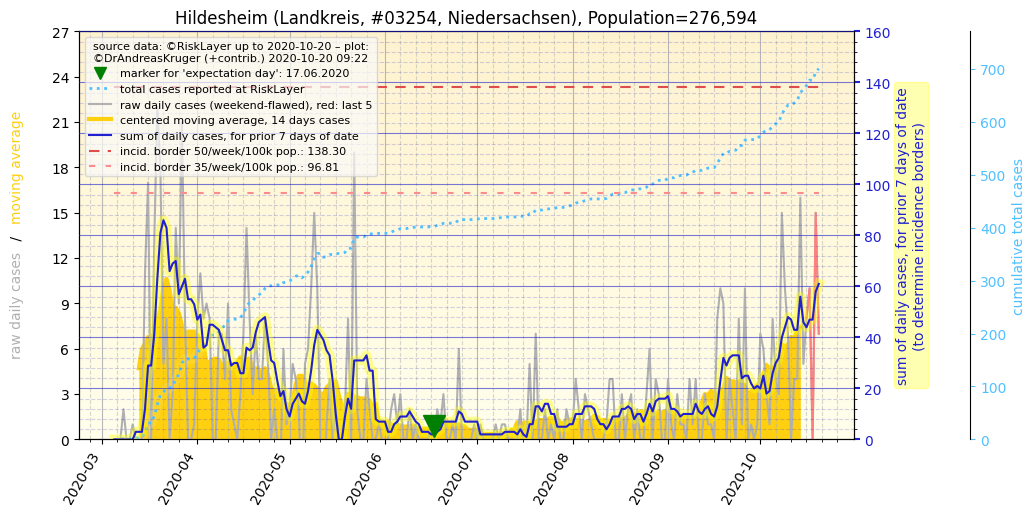 Hildesheim (Landkreis, #03254, Niedersachsen), Population=276,594
source data: ©RiskLayer up to 2020-10-20 – plot:
©DrAndreasKruger (+contrib.) 2020-10-20 09:22
marker for 'expectation day': 17.06.2020
total cases reported at RiskLayer
raw daily cases (weekend-flawed), red: last 5
centered moving average, 14 days cases
sum of daily cases, for prior 7 days of date
incid. border 50/week/100k pop.: 138.30
incid. border 35/week/100k pop.: 96.81
raw daily cases / moving average
27
24
21
18
15
12
9
6
3
0
2020-03
2020-04
2020-05
2020-06
2020-07
2020-08
2020-09
2020-10
160
140
120
100
80
60
40
20
0
sum of daily cases, for prior 7 days of date
(to determine incidence borders)
700
600
500
400
300
200
100
0
cumulative total cases